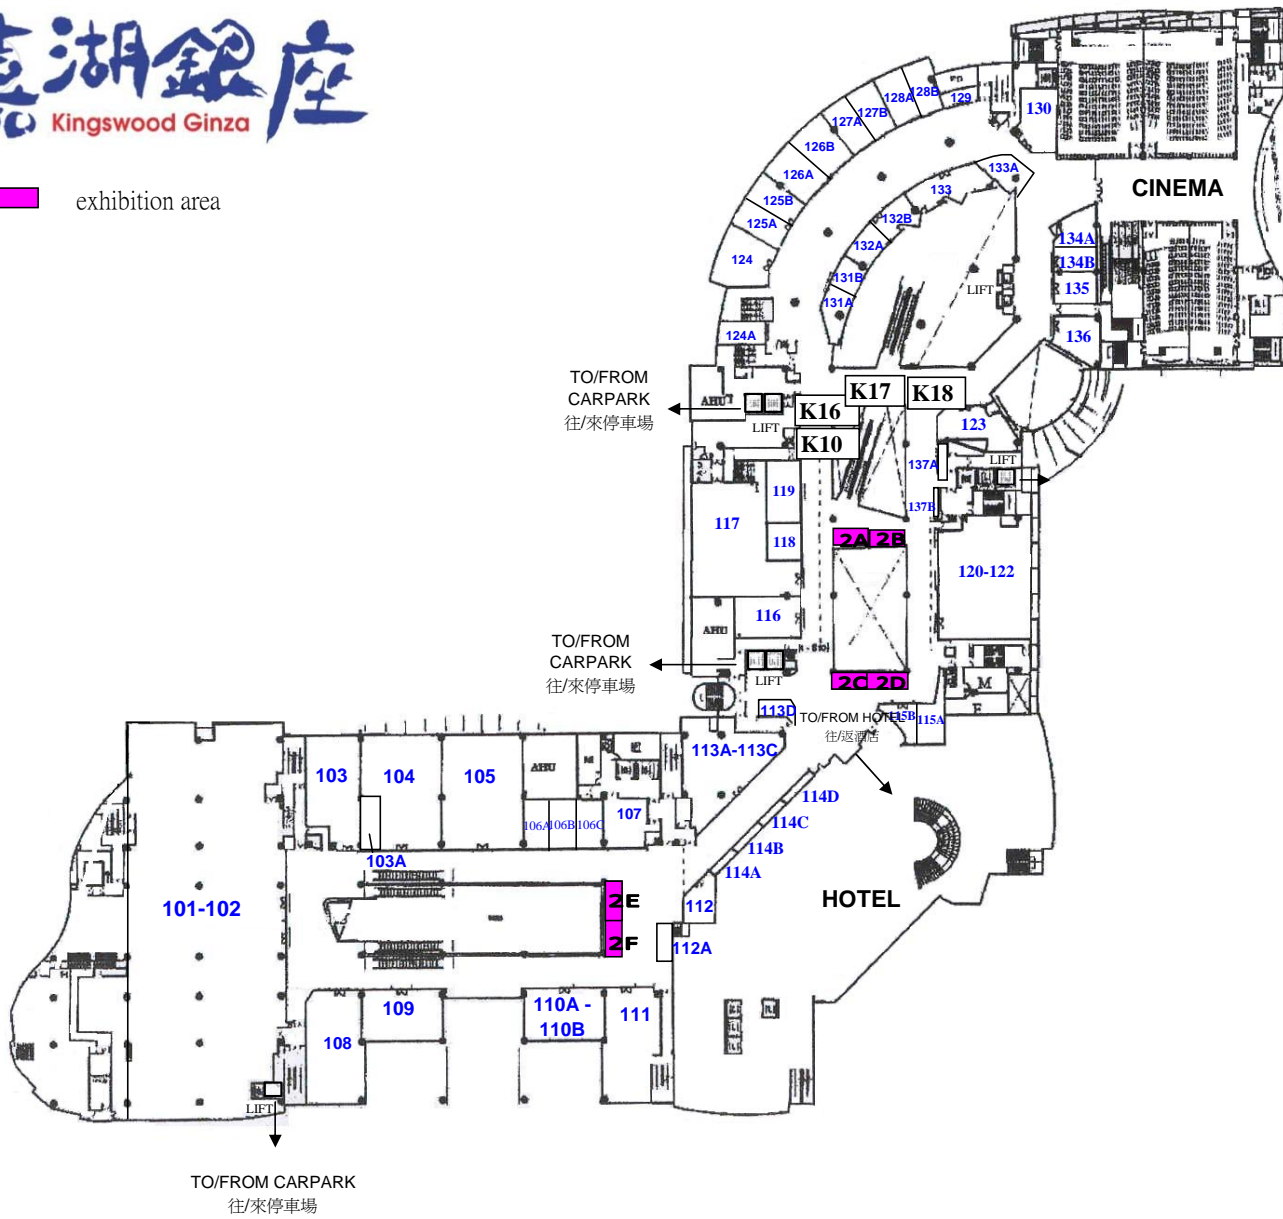 嘉湖銀座
Kingswood Ginza
exhibition area
130
129
128B
128A
127B
127A
126B
126A
125B
125A
124
124A
133A
133
132B
132A
131B
131A
CINEMA
134A
134B
135
136
LIFT
TO/FROM
CARPARK
往/來停車場
AHU
LIFT
K17
K18
K16
K10
123
LIFT
137A
137B
119
117
118
2A 2B
120-122
116
AHU
TO/FROM
CARPARK
往/來停車場
LIFT
2C 2D
M
F
113D
TO/FROM HOTEL
往/返酒店
115B
115A
113A-113C
103
104
105
AHU
M
106A
106B
106C
107
103A
114D
114C
114B
114A
101-102
2E
2F
112
112A
HOTEL
108
109
110A -
110B
111
LIFT
TO/FROM CARPARK
往/來停車場